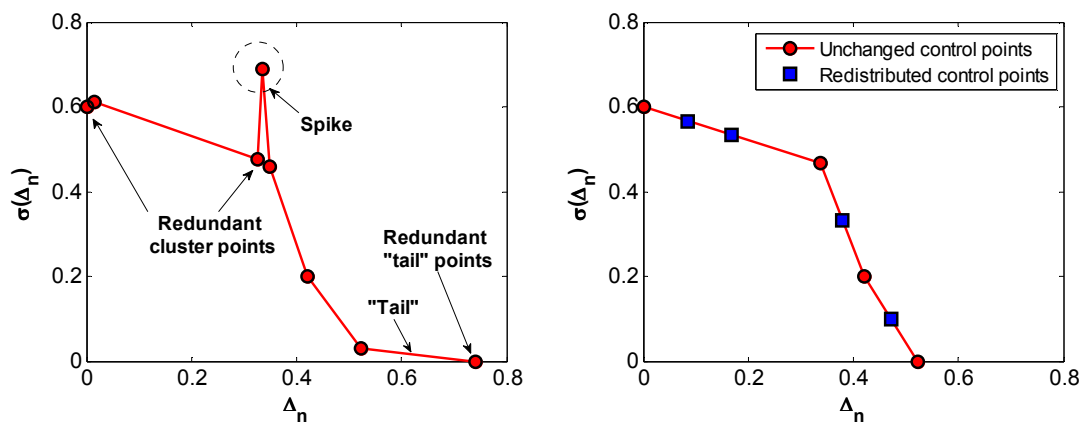 0.8
0.6
0.4
0.2
0
0
0.2
0.4
0.6
0.8
σ(Δn)
Δn
Spike
Redundant
cluster points
Redundant
"tail" points
"Tail"
0.8
0.6
0.4
0.2
0
0
0.2
0.4
0.6
0.8
σ(Δn)
Δn
Unchanged control points
Redistributed control points